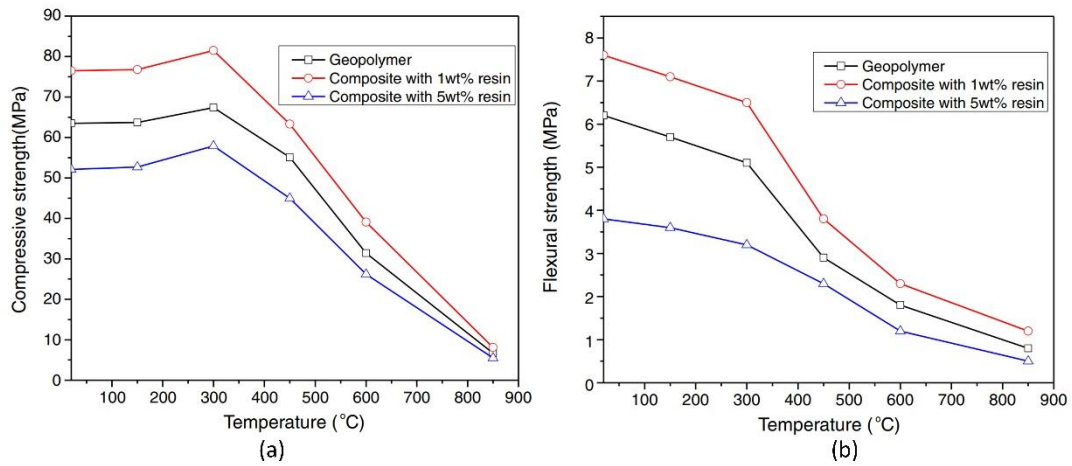 90
80
70
60
50
40
30
20
10
0
Compressive strength(MPa)
Geopolymer
Composite with 1wt% resin
Composite with 5wt% resin
100 200 300 400 500 600 700 800 900
Temperature (°C)
(a)
8
7
6
5
4
3
2
1
0
Flexural strength (MPa)
Geopolymer
Composite with 1wt% resin
Composite with 5wt% resin
100 200 300 400 500 600 700 800 900
Temperature (°C)
(b)